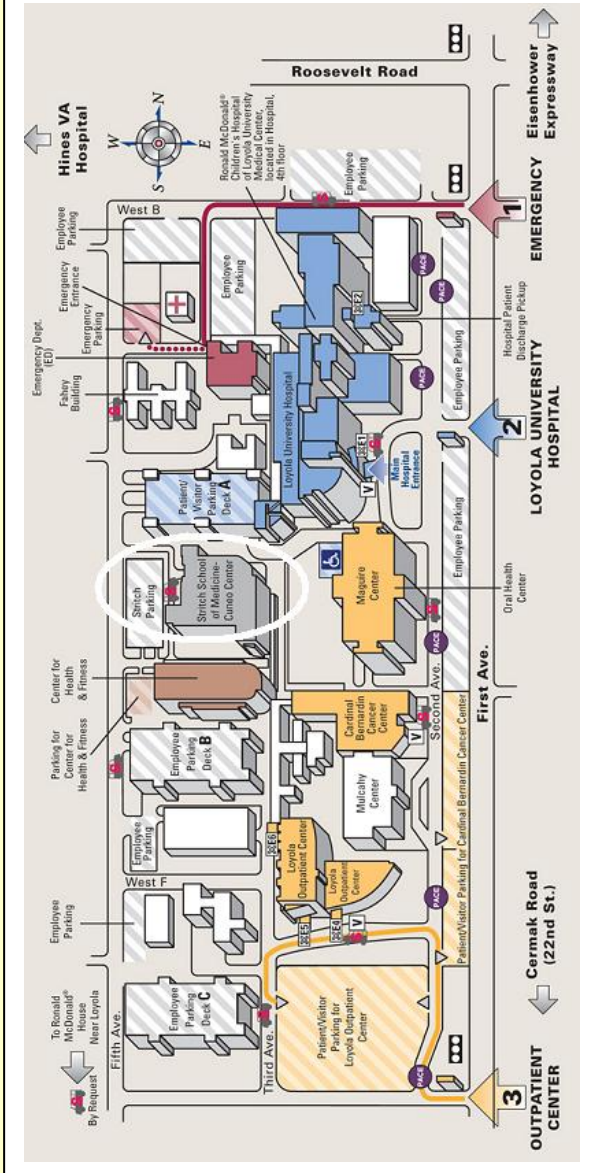 Roosevelt Road
Eisenhower
Expressway
Hines VA
Hospital
N
W
E
S
Ronald McDonald®
Children's Hospital
of Loyola University
Medical Center,
located in Hospital,
4th floor
Employee
Parking
West B
Employee
Parking
Emergency
Entrance
Emergency
Parking
Emergency Dept.
(ED)
Employee
Parking
1
EMERGENCY
PACE
PACE
⌘E2
Hospital Patient
Discharge Pickup
Fahey
Building
Loyola University Hospital
PACE
Employee Parking
2
LOYOLA UNIVERSITY
HOSPITAL
⌘E1
V
Main
Hospital
Entrance
Patient/
Visitor
Parking
Deck A
Stritch
Parking
Stritch School
of Medicine-
Cuneo Center
Maguire
Center
Employee Parking
Oral Health
Center
PACE
Center for
Health
& Fitness
Parking for
Center for
Health & Fitness
Employee
Parking
Deck B
Cardinal
Bernardin
Cancer
Center
V
Second Ave.
First Ave.
Mulcahy
Center
Employee
Parking
West F
⌘E6
Loyola
Outpatient Center
Loyola
Outpatient
Center
⌘E5
⌘E4
V
PACE
Patient/Visitor Parking for Cardinal Bernardin Cancer Center
Cermak Road
(22nd St.)
Employee
Parking
To Ronald
McDonald®
House
Near Loyola
By Request
Fifth Ave.
Employee
Parking
Deck C
Third Ave.
Patient/Visitor
Parking for
Loyola Outpatient
Center
PACE
3
OUTPATIENT
CENTER